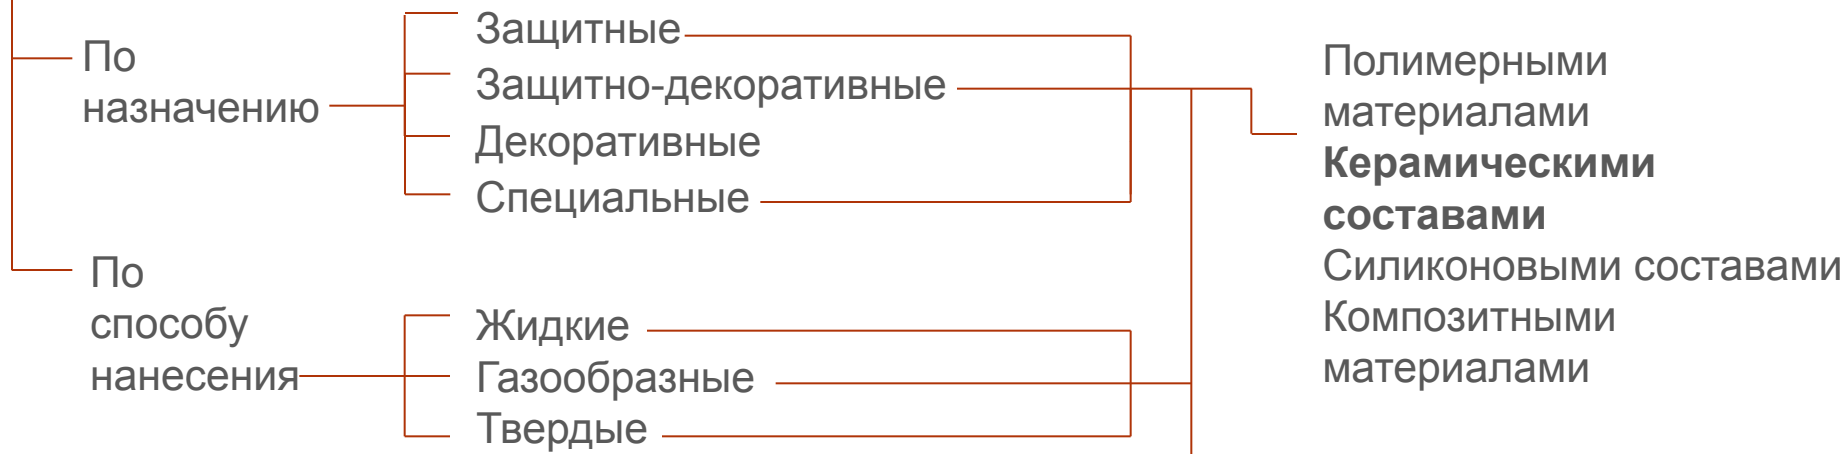 По
назначению
Защитные
Защитно-декоративные
Декоративные
Специальные
По
способу
нанесения
Жидкие
Газообразные
Твердые
Полимерными
материалами
Керамическими
составами
Силиконовыми составами
Композитными
материалами